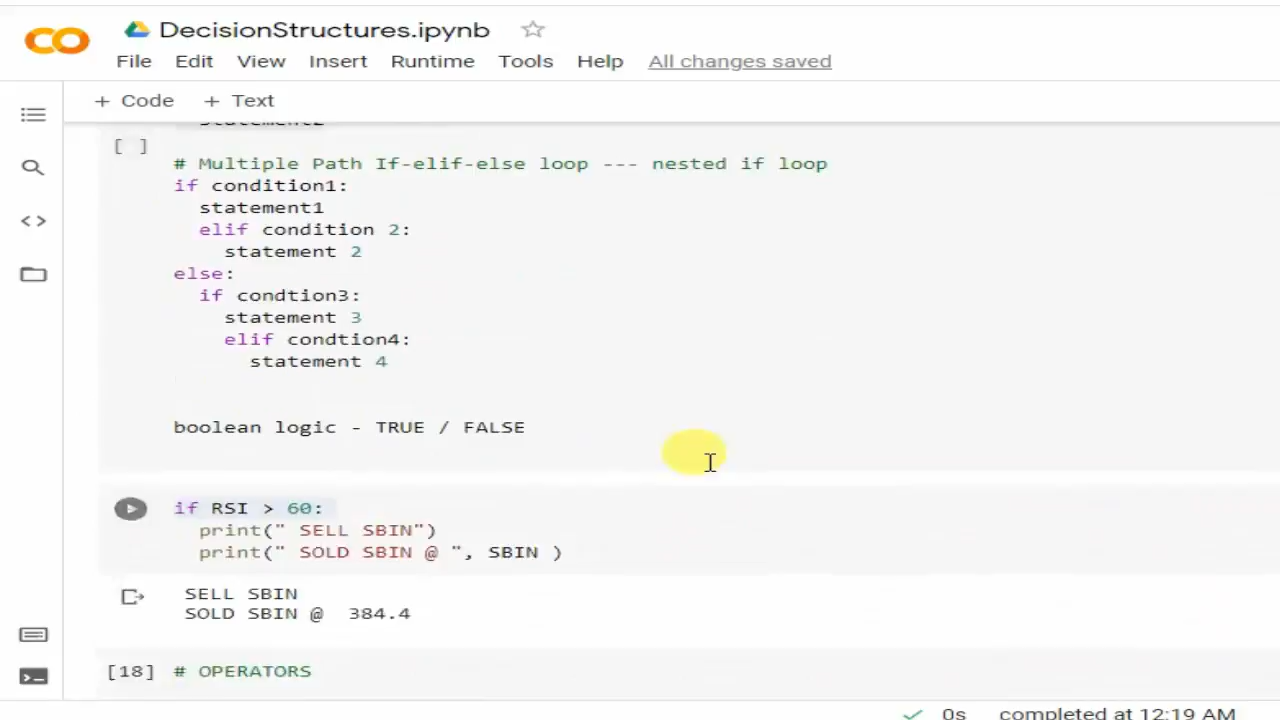 DecisionStructures.ipynb
File Edit View Insert Runtime Tools Help All changes saved
+ Code + Text
statement2
[ ]
# Multiple Path If-elif-else loop --- nested if loop
if condition1:
statement1
elif condition 2:
statement 2
else:
if condtion3:
statement 3
elif condtion4:
statement 4
boolean logic - TRUE / FALSE
if RSI > 60:
print(" SELL SBIN")
print(" SOLD SBIN @ ", SBIN )
SELL SBIN
SOLD SBIN @ 384.4
[18] # OPERATORS
0s completed at 12:19 AM